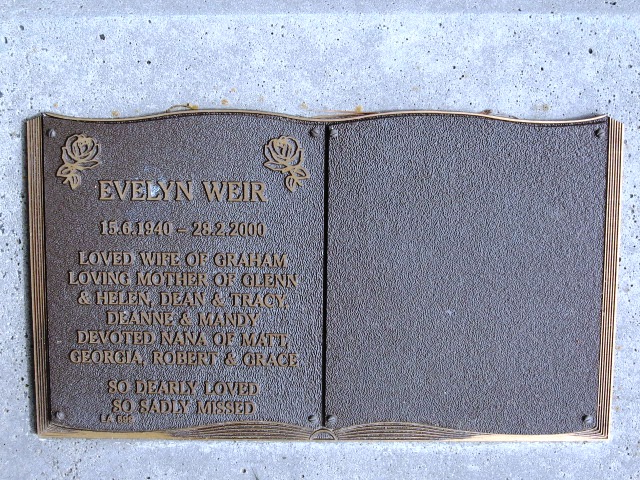 EVELYN WEIR
15.6.1940 – 28.2.2000
LOVED WIFE OF GRAHAM
LOVING MOTHER OF GLENN
& HELEN, DEAN & TRACY,
DEANNE & MANDY.
DEVOTED NANA OF MATT,
GEORGIA, ROBERT & GRACE
SO DEARLY LOVED
SO SADLY MISSED